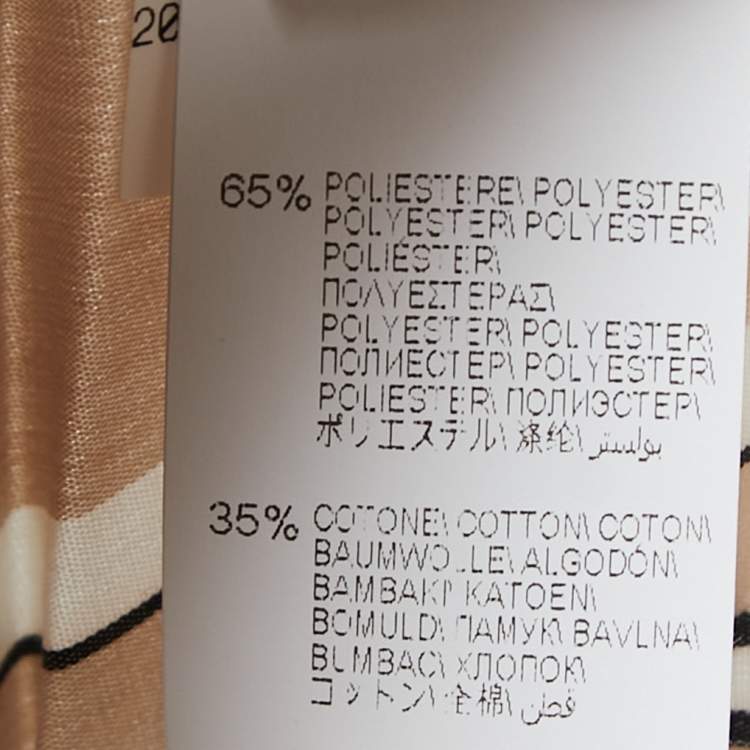 20
65% POLIESTERE\ POLYESTER\
POLYESTER\ POLYESTER\
POLIÉSTER\
ΠΟΛΥΕΣΤΕΡΑΣ\
POLYESTER\ POLYESTER\
ПОЛИЕСТЕР\ POLYESTER\
POLIESTER\ ПОЛИЭСТЕР\
ポリエステル\ 涤纶\ بولستر
35% COTONE\ COTTON\ COTON\
BAUMWOLLE\ ALGODÓN\
BAMBAKI\ KATOEN\
BOMULD\ ПАМУК\ BAVLNA\
BUMBAC\ ХЛОПОК\
コットン\ 全棉\ قطن